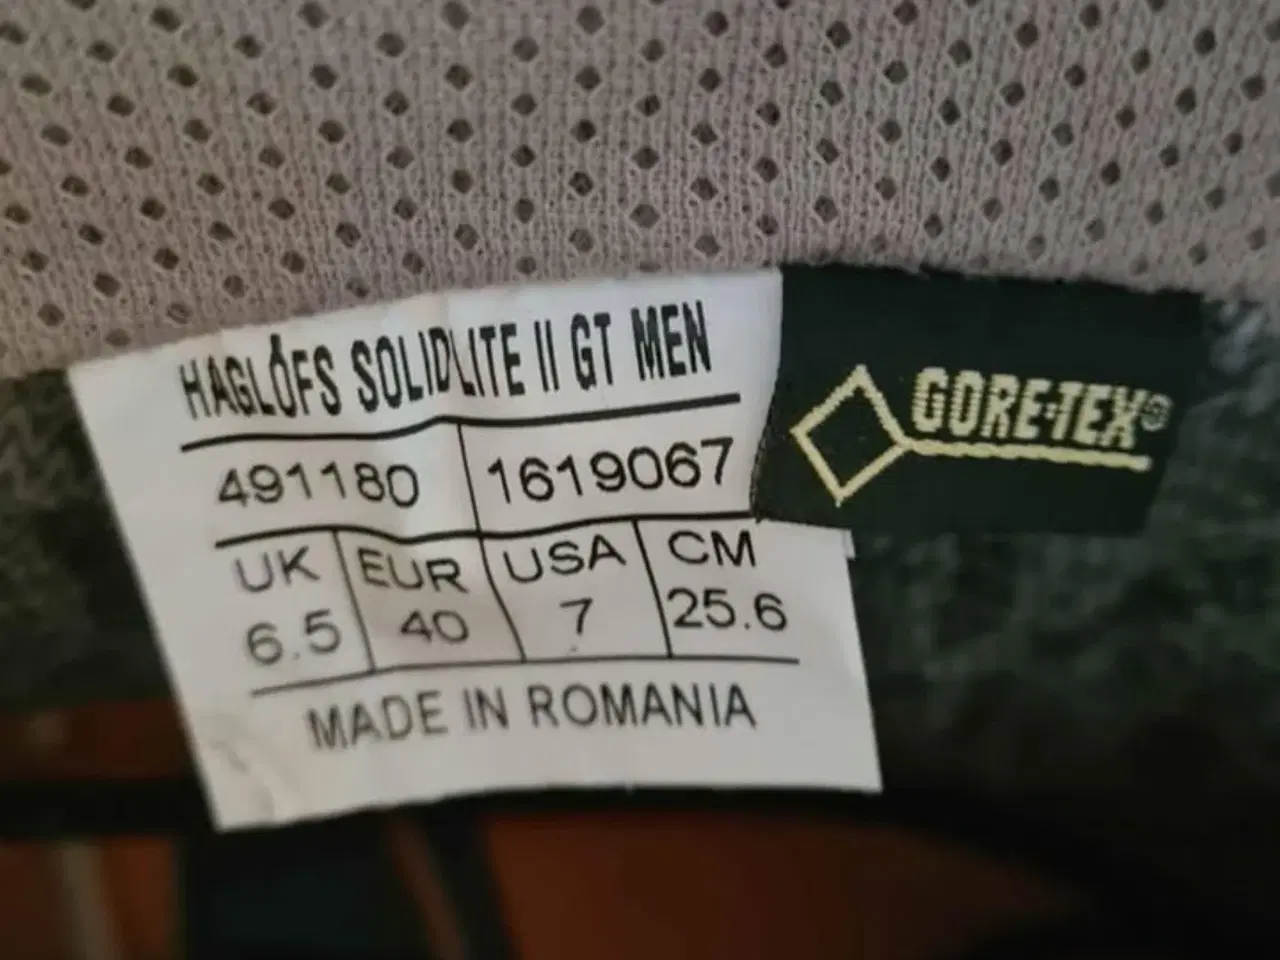 HAGLÓFS SOLIDLITE II GT MEN
491180 1619067
UK EUR USA CM
6.5 40 7 25.6
MADE IN ROMANIA
GORE-TEX®